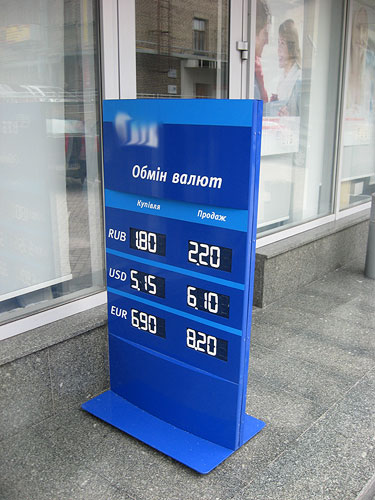 Обмін валют
Купівля Продаж
RUB 1.80 2.20
USD 5.15 6.10
EUR 6.90 8.20